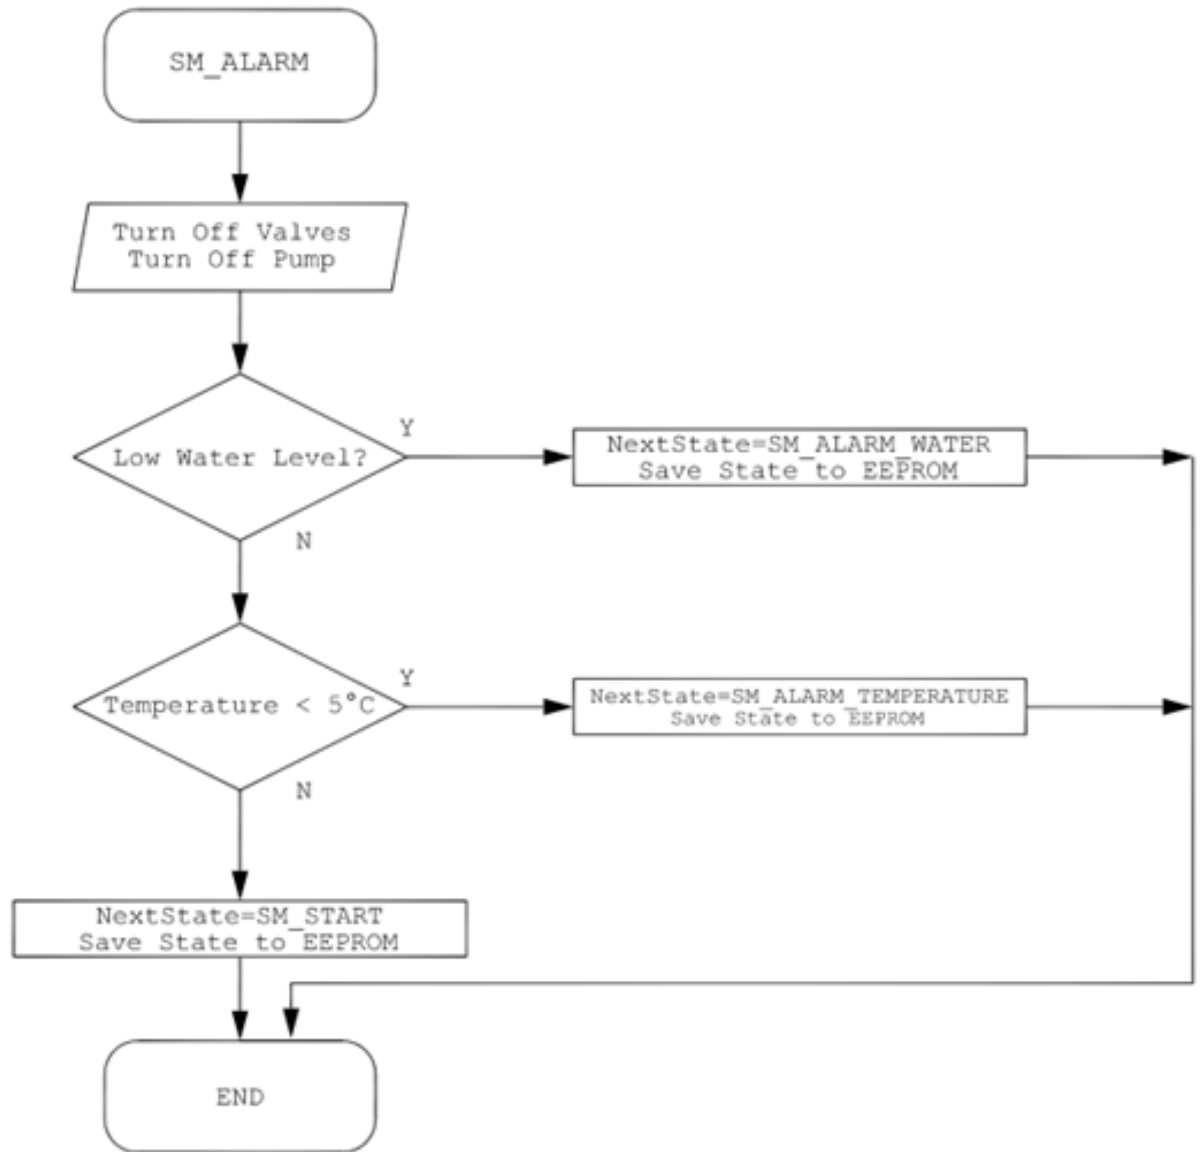 SM_ALARM
Turn Off Valves
Turn Off Pump
Low Water Level?
Y
NextState=SM_ALARM_WATER
Save State to EEPROM
N
Temperature < 5°C
Y
NextState=SM_ALARM_TEMPERATURE
Save State to EEPROM
N
NextState=SM_START
Save State to EEPROM
END